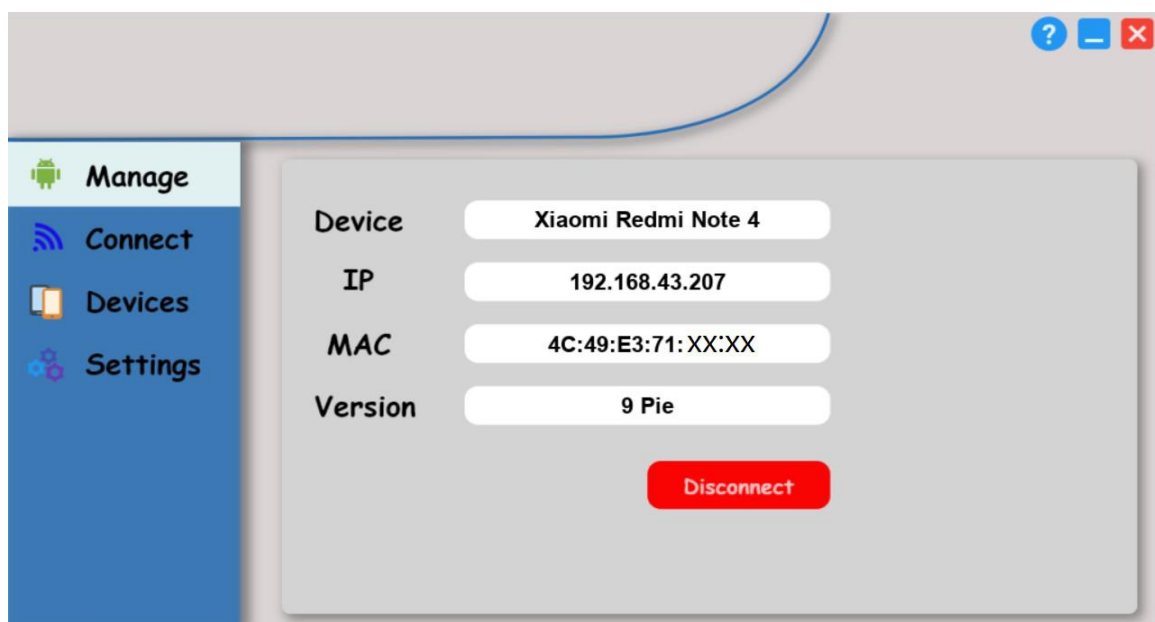 ?
Manage
Connect
Devices
Settings
Device
Xiaomi Redmi Note 4
IP
192.168.43.207
MAC
4C:49:E3:71:XX:XX
Version
9 Pie
Disconnect